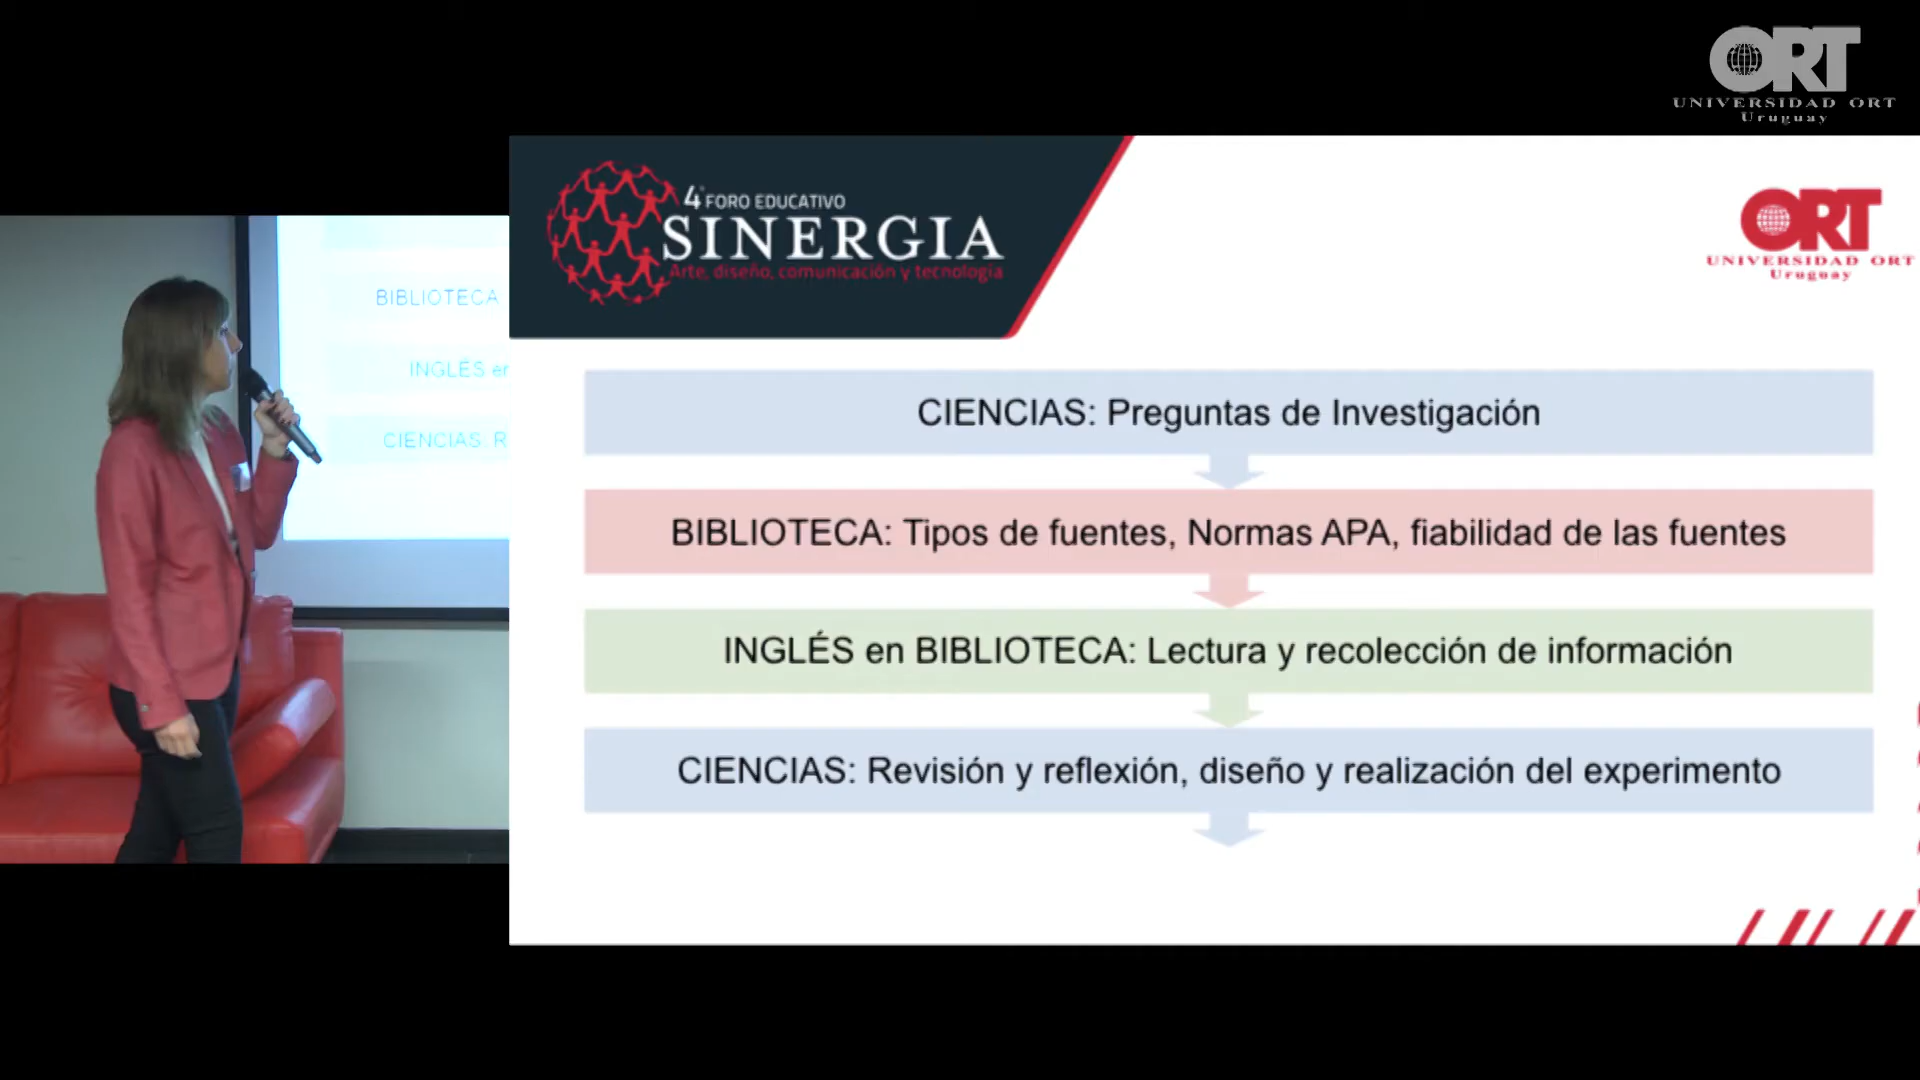 ORT
UNIVERSIDAD ORT
Uruguay
4º FORO EDUCATIVO
SINERGIA
Arte, diseño, comunicación y tecnología
ORT
UNIVERSIDAD ORT
Uruguay
BIBLIOTECA
INGLÉS en
CIENCIAS: R
CIENCIAS: Preguntas de Investigación
BIBLIOTECA: Tipos de fuentes, Normas APA, fiabilidad de las fuentes
INGLÉS en BIBLIOTECA: Lectura y recolección de información
CIENCIAS: Revisión y reflexión, diseño y realización del experimento